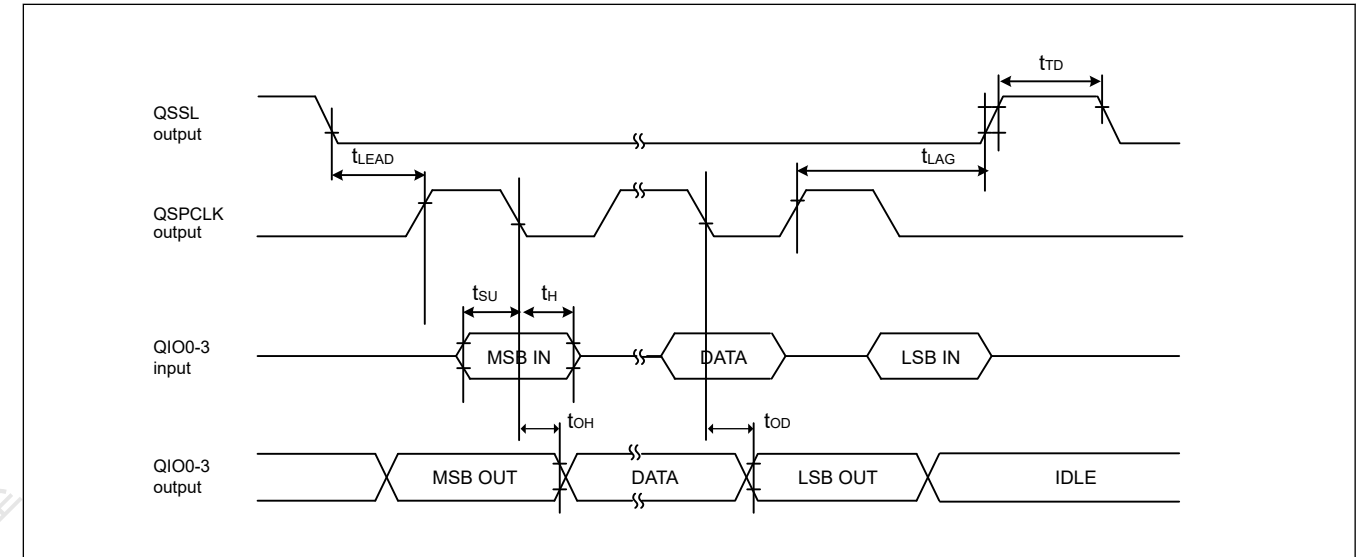 tTD
QSSL
output
tLEAD
tLAG
QSPCLK
output
tSU
tH
QIO0-3
input
MSB IN
DATA
LSB IN
tOH
tOD
QIO0-3
output
MSB OUT
DATA
LSB OUT
IDLE